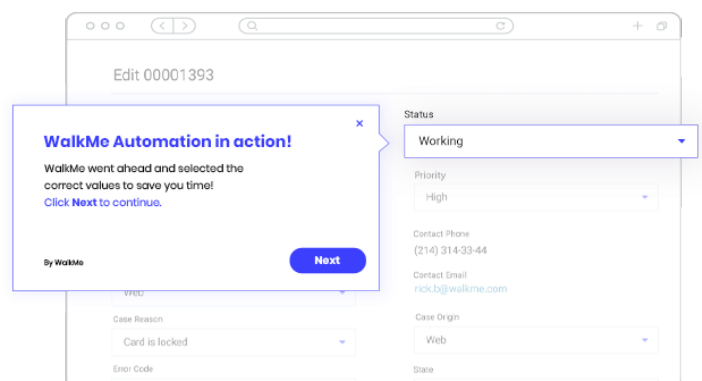 Edit 00001393
WalkMe Automation in action!
WalkMe went ahead and selected the
correct values to save you time!
Click Next to continue.
By WalkMe
Next
Status
Working
Priority
High
Contact Phone
(214) 314-33-44
Contact Email
rick.b@walkme.com
Web
Case Reason
Card is locked
Error Code
Case Origin
Web
State